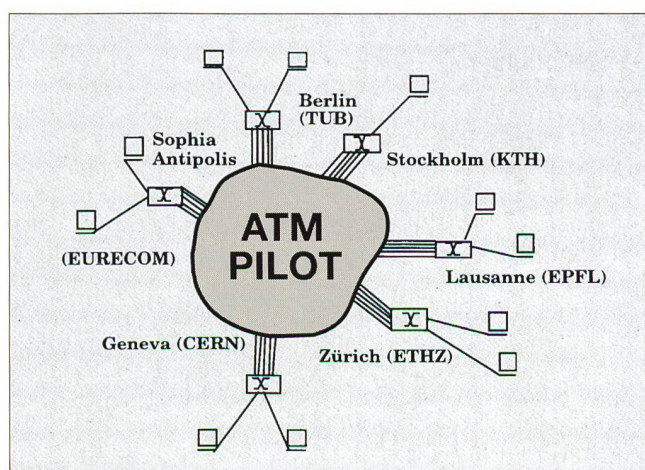 Berlin
(TUB)
Sophia
Antipolis
Stockholm (KTH)
ATM
PILOT
(EURECOM)
Lausanne (EPFL)
Geneva (CERN)
Zürich (ETHZ)